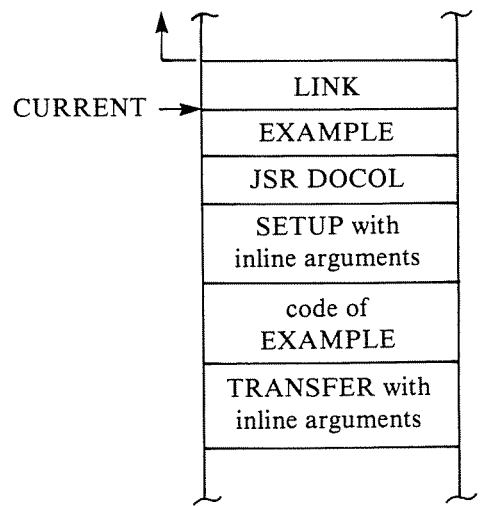 LINK
CURRENT
EXAMPLE
JSR DOCOL
SETUP with
inline arguments
code of
EXAMPLE
TRANSFER with
inline arguments